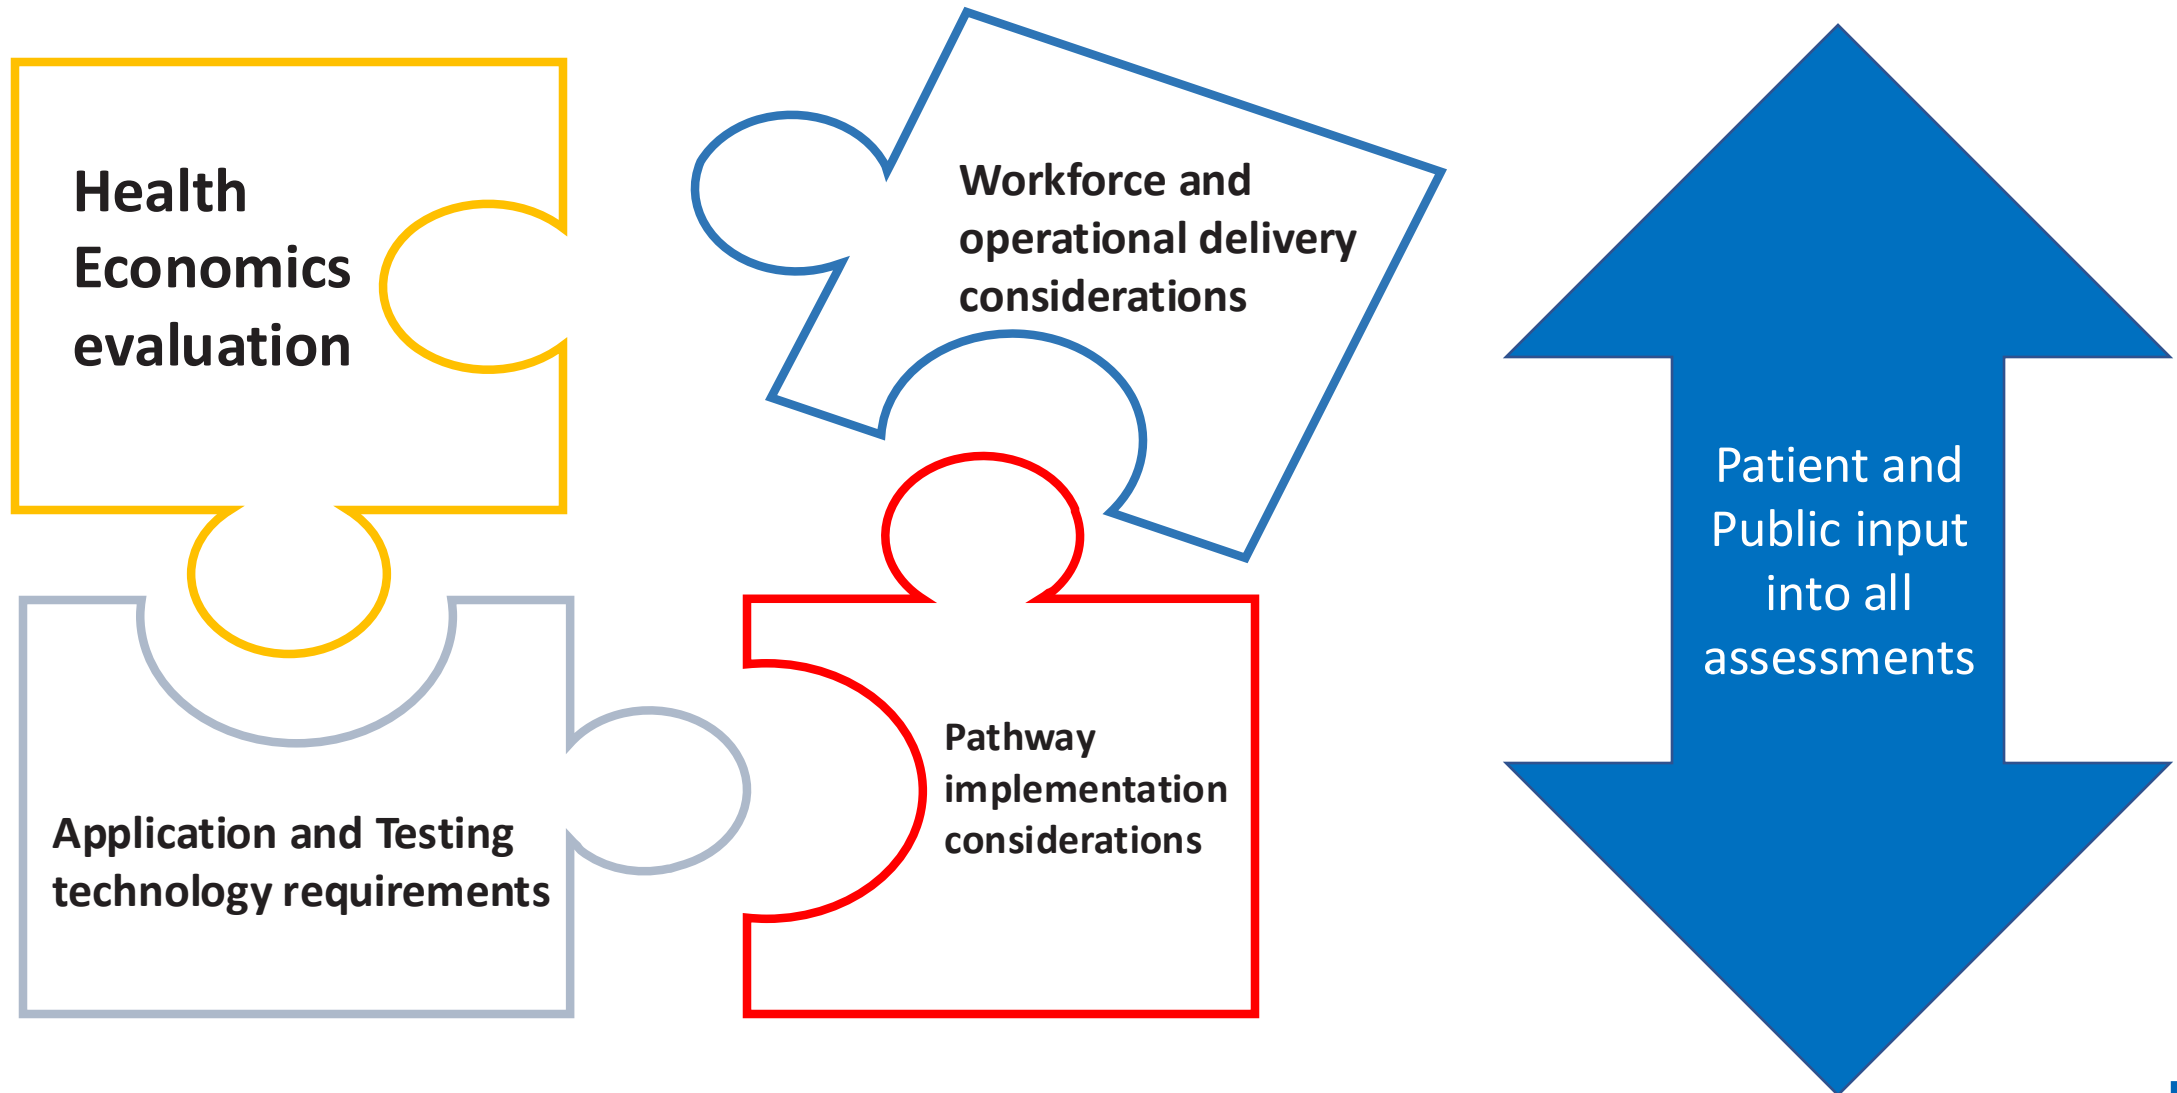 Health
Economics
evaluation
Workforce and
operational delivery
considerations
Application and Testing
technology requirements
Pathway
implementation
considerations
Patient and
Public input
into all
assessments